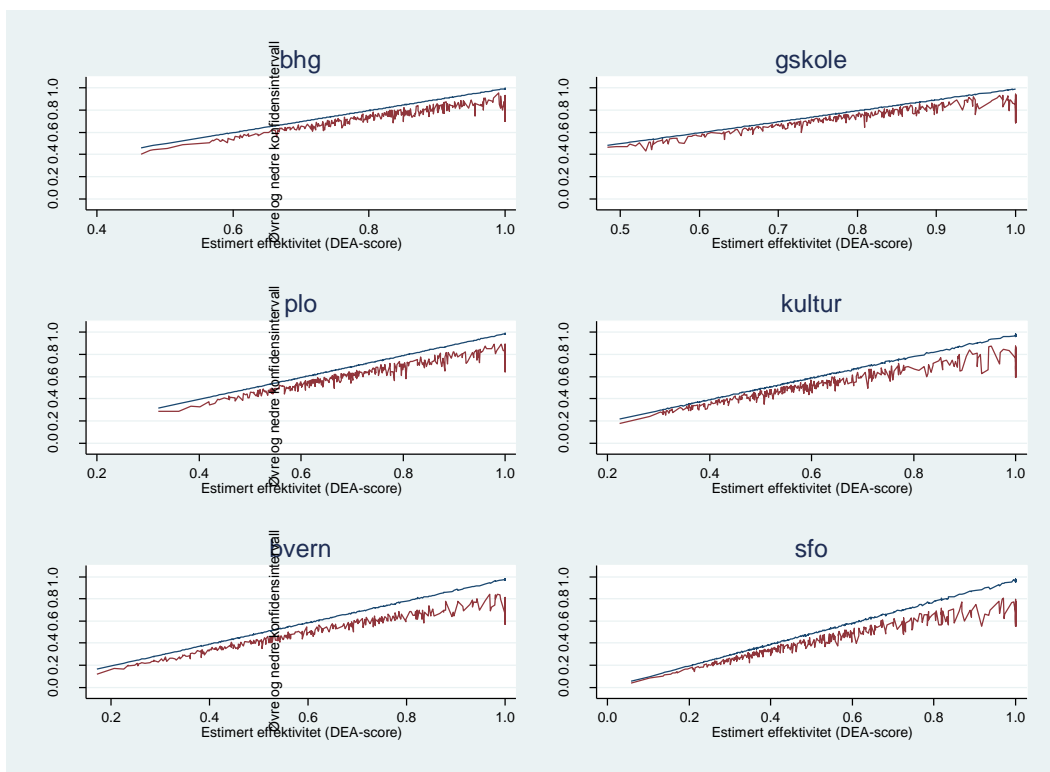 bhg
Øvre og nedre konfidensintervall
0.0 0.2 0.4 0.6 0.8 1.0
0.4 0.6 0.8 1.0
Estimert effektivitet (DEA-score)
gskole
0.0 0.2 0.4 0.6 0.8 1.0
0.5 0.6 0.7 0.8 0.9 1.0
Estimert effektivitet (DEA-score)
plo
Øvre og nedre konfidensintervall
0.0 0.2 0.4 0.6 0.8 1.0
0.2 0.4 0.6 0.8 1.0
Estimert effektivitet (DEA-score)
kultur
0.0 0.2 0.4 0.6 0.8 1.0
0.2 0.4 0.6 0.8 1.0
Estimert effektivitet (DEA-score)
bvern
Øvre og nedre konfidensintervall
0.0 0.2 0.4 0.6 0.8 1.0
0.2 0.4 0.6 0.8 1.0
Estimert effektivitet (DEA-score)
sfo
0.0 0.2 0.4 0.6 0.8 1.0
0.0 0.2 0.4 0.6 0.8 1.0
Estimert effektivitet (DEA-score)